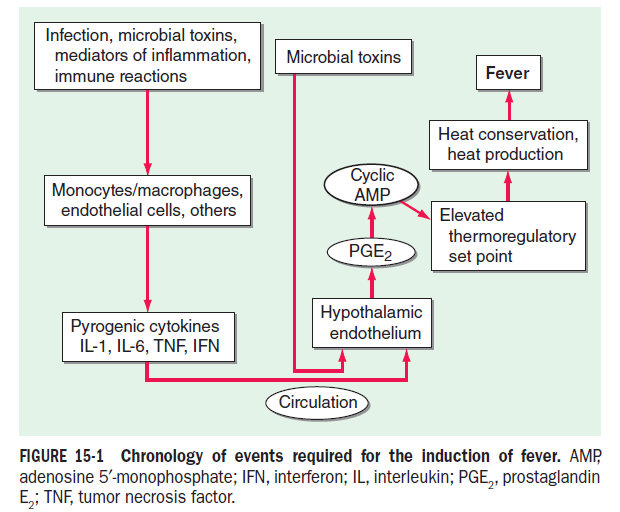 Infection, microbial toxins,
mediators of inflammation,
immune reactions
Microbial toxins
Fever
Heat conservation,
heat production
Cyclic
AMP
Monocytes/macrophages,
endothelial cells, others
Elevated
thermoregulatory
set point
PGE₂
Hypothalamic
endothelium
Pyrogenic cytokines
IL-1, IL-6, TNF, IFN
Circulation
FIGURE 15-1 Chronology of events required for the induction of fever. AMP,
adenosine 5′-monophosphate; IFN, interferon; IL, interleukin; PGE₂, prostaglandin
E₂; TNF, tumor necrosis factor.